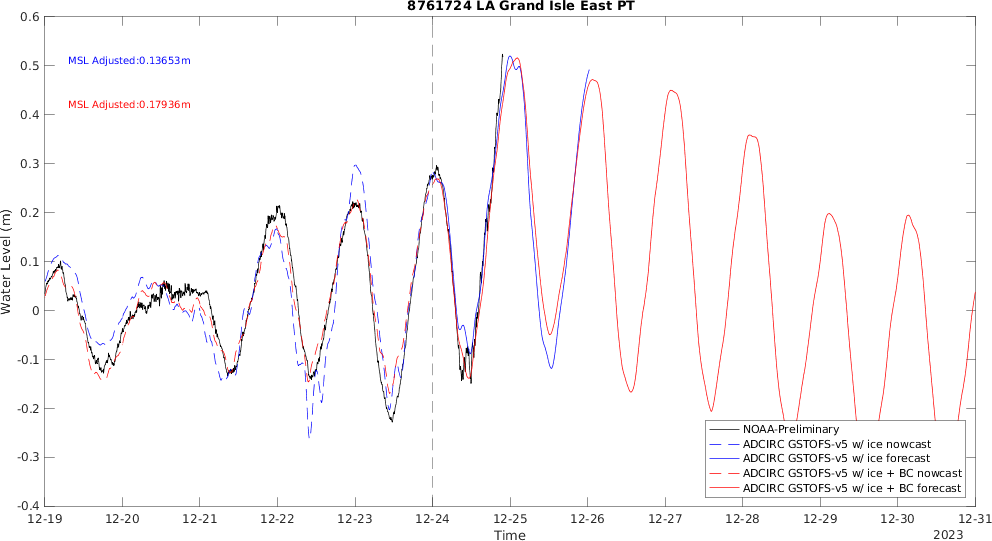 8761724 LA Grand Isle East PT
0.6
0.5
0.4
0.3
0.2
0.1
0
-0.1
-0.2
-0.3
-0.4
Water Level (m)
MSL Adjusted:0.13653m
MSL Adjusted:0.17936m
NOAA-Preliminary
ADCIRC GSTOFS-v5 w/ ice nowcast
ADCIRC GSTOFS-v5 w/ ice forecast
ADCIRC GSTOFS-v5 w/ ice + BC nowcast
ADCIRC GSTOFS-v5 w/ ice + BC forecast
12-19 12-20 12-21 12-22 12-23 12-24 12-25 12-26 12-27 12-28 12-29 12-30 12-31
Time
2023